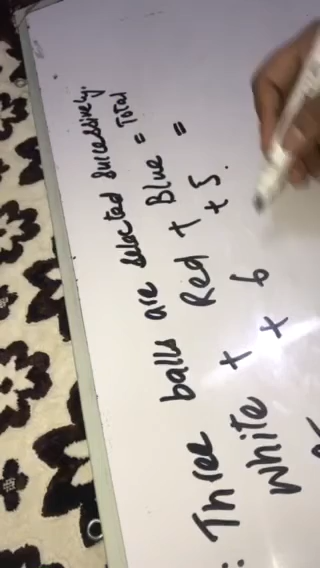 : Three balls are selected successively.
White + Red + Blue = Total
+ 6 + 5. =